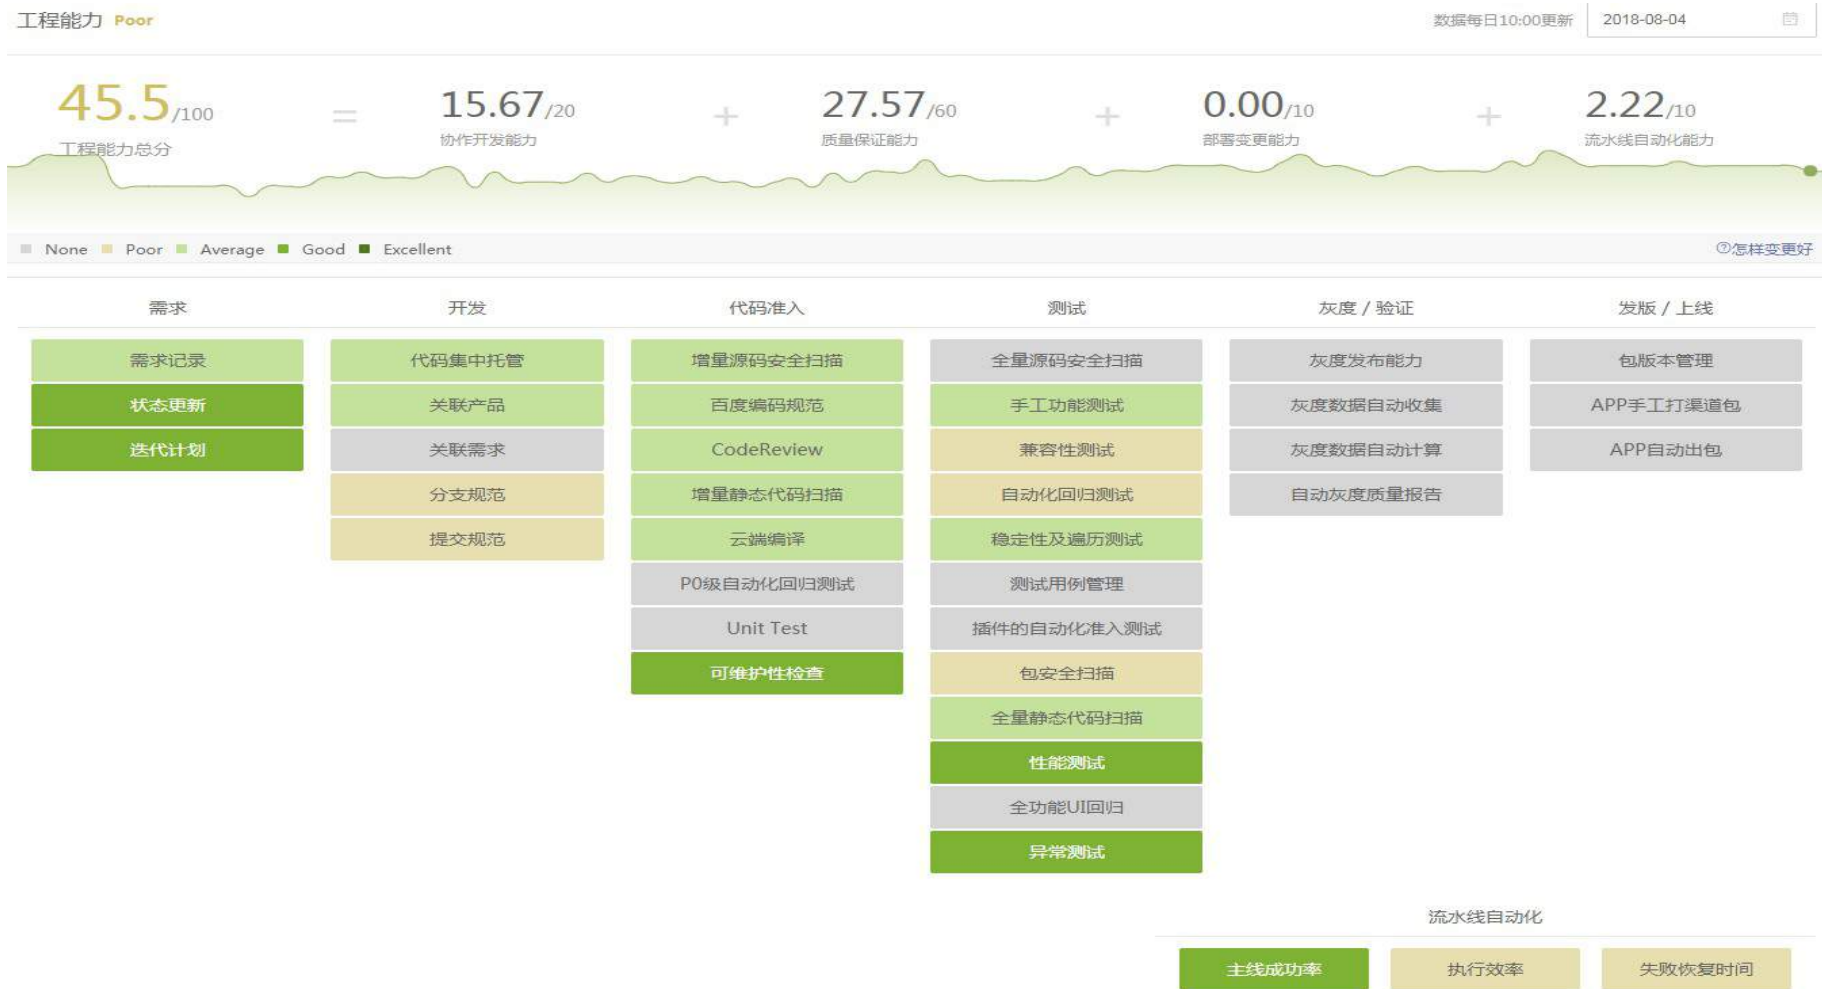 工程能力 Poor
数据每日10:00更新 2018-08-04
45.5/100 = 15.67/20 + 27.57/60 + 0.00/10 + 2.22/10
工程能力总分 协作开发能力 质量保证能力 部署变更能力 流水线自动化能力
None Poor Average Good Excellent
?怎样变更好
需求 开发 代码准入 测试 灰度 / 验证 发版 / 上线
需求记录 代码集中托管 增量源码安全扫描 全量源码安全扫描 灰度发布能力 包版本管理
状态更新 关联产品 百度编码规范 手工功能测试 灰度数据自动收集 APP手工打渠道包
迭代计划 关联需求 CodeReview 兼容性测试 灰度数据自动计算 APP自动出包
分支规范 增量静态代码扫描 自动化回归测试 自动灰度质量报告
提交规范 云端编译 稳定性及遍历测试
P0级自动化回归测试 测试用例管理
Unit Test 插件的自动化准入测试
可维护性检查 包安全扫描
全量静态代码扫描
性能测试
全功能UI回归
异常测试
流水线自动化
主线成功率 执行效率 失败恢复时间